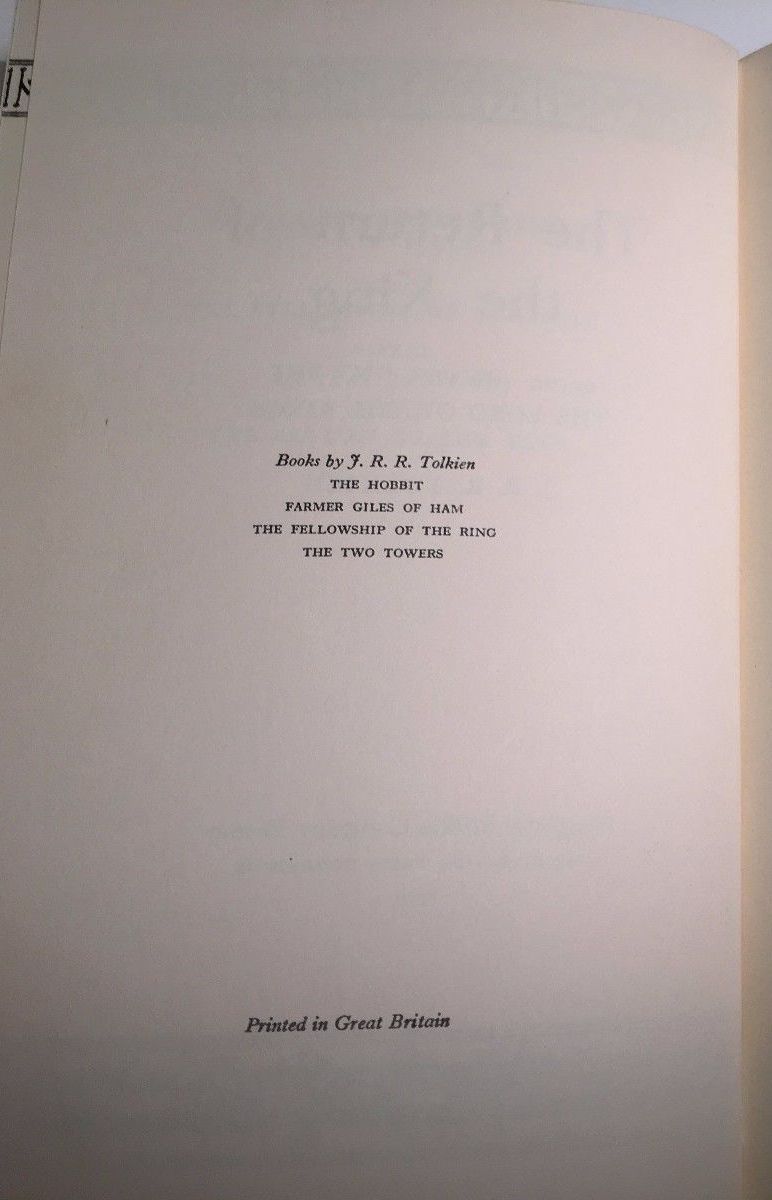 Books by J. R. R. Tolkien
THE HOBBIT
FARMER GILES OF HAM
THE FELLOWSHIP OF THE RING
THE TWO TOWERS
Printed in Great Britain